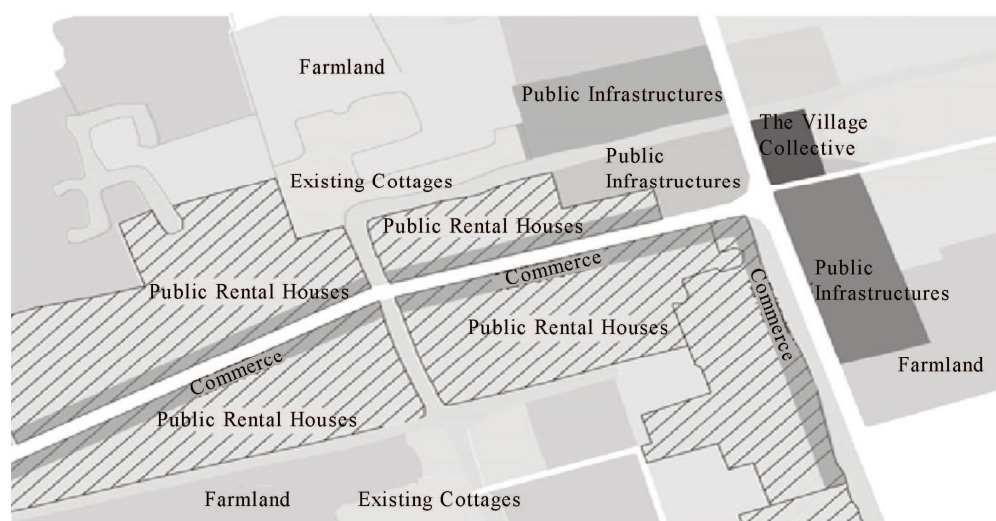 Farmland
Public Infrastructures
The Village
Collective
Public
Infrastructures
Existing Cottages
Public Rental Houses
Commerce
Public
Infrastructures
Public Rental Houses
Public Rental Houses
Commerce
Farmland
Commerce
Public Rental Houses
Farmland
Existing Cottages